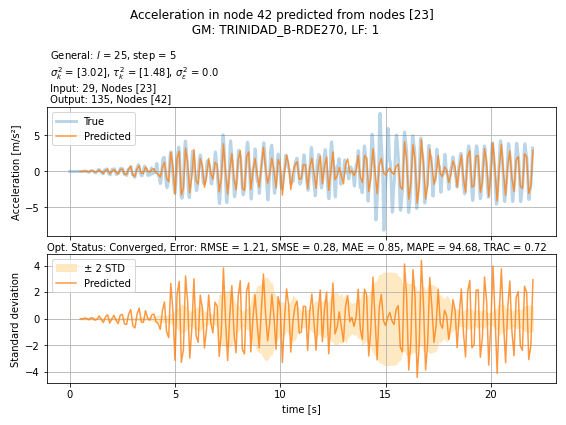 Acceleration in node 42 predicted from nodes [23]
GM: TRINIDAD_B-RDE270, LF: 1
General: l = 25, step = 5
σ²ₖ = [3.02], τ²ₖ = [1.48], σ²ε = 0.0
Input: 29, Nodes [23]
Output: 135, Nodes [42]
True
Predicted
Acceleration [m/s²]
5
0
−5
Opt. Status: Converged, Error: RMSE = 1.21, SMSE = 0.28, MAE = 0.85, MAPE = 94.68, TRAC = 0.72
± 2 STD
Predicted
Standard deviation
4
2
0
−2
−4
0 5 10 15 20
time [s]